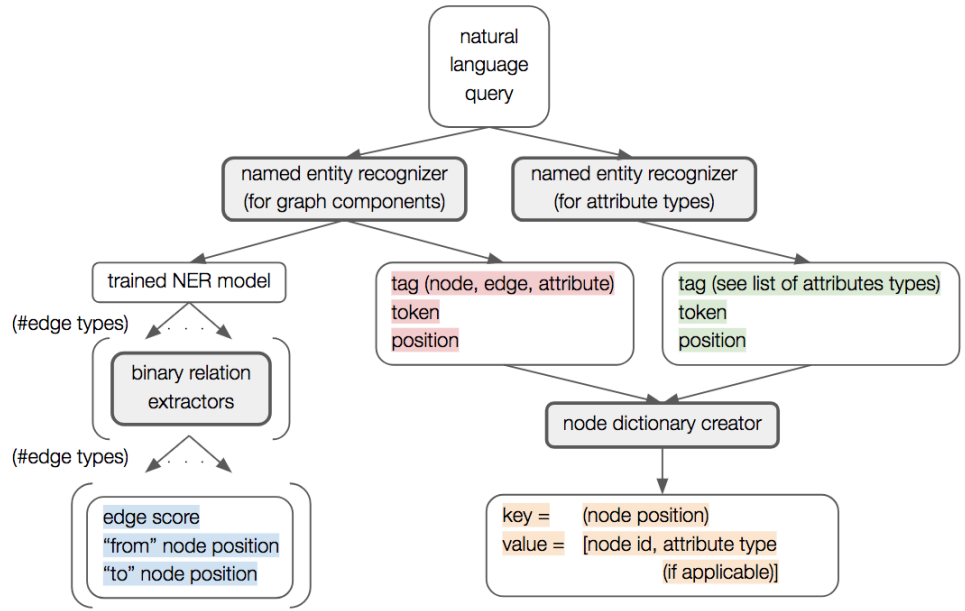 natural
language
query
named entity recognizer
(for graph components)
named entity recognizer
(for attribute types)
trained NER model
tag (node, edge, attribute)
token
position
tag (see list of attributes types)
token
position
(#edge types)
. . .
binary relation
extractors
node dictionary creator
(#edge types)
. . .
edge score
“from” node position
“to” node position
key = (node position)
value = [node id, attribute type
(if applicable)]